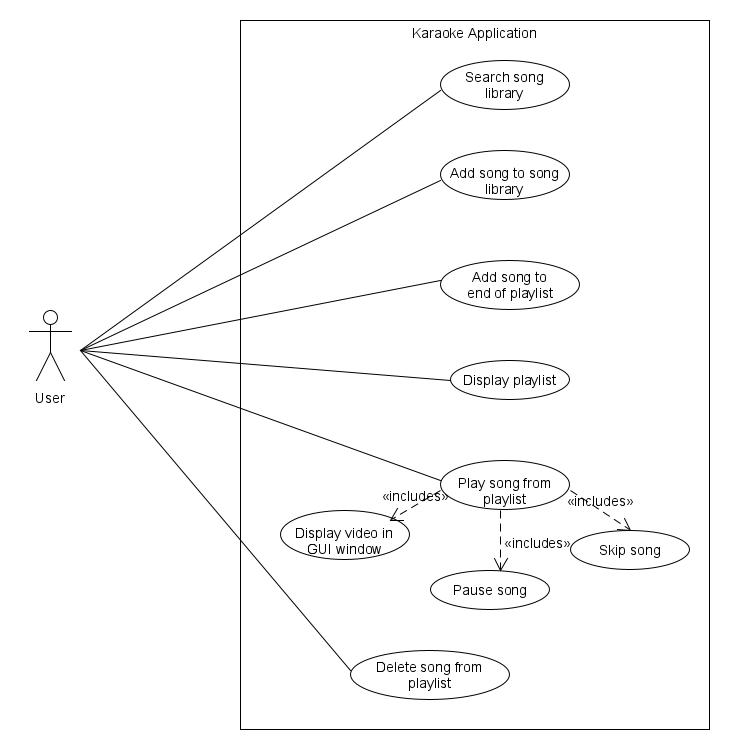 Karaoke Application
Search song
library
Add song to song
library
Add song to
end of playlist
User
Display playlist
Play song from
playlist
«includes»
«includes»
«includes»
Display video in
GUI window
Skip song
Pause song
Delete song from
playlist